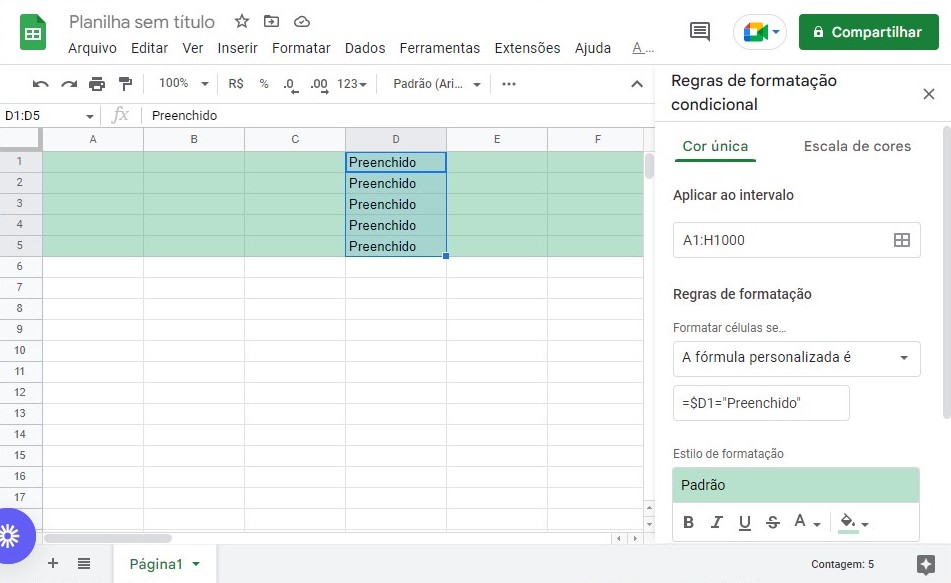 Planilha sem título
Arquivo Editar Ver Inserir Formatar Dados Ferramentas Extensões Ajuda A...
Compartilhar
100% R$ % .0 .00 123 Padrão (Ari...
D1:D5 fx Preenchido
A B C D E F
1 Preenchido
2 Preenchido
3 Preenchido
4 Preenchido
5 Preenchido
6
7
8
9
10
11
12
13
14
15
16
17
Página1
Contagem: 5
Regras de formatação
condicional
Cor única Escala de cores
Aplicar ao intervalo
A1:H1000
Regras de formatação
Formatar células se...
A fórmula personalizada é
=$D1="Preenchido"
Estilo de formatação
Padrão
B I U S A